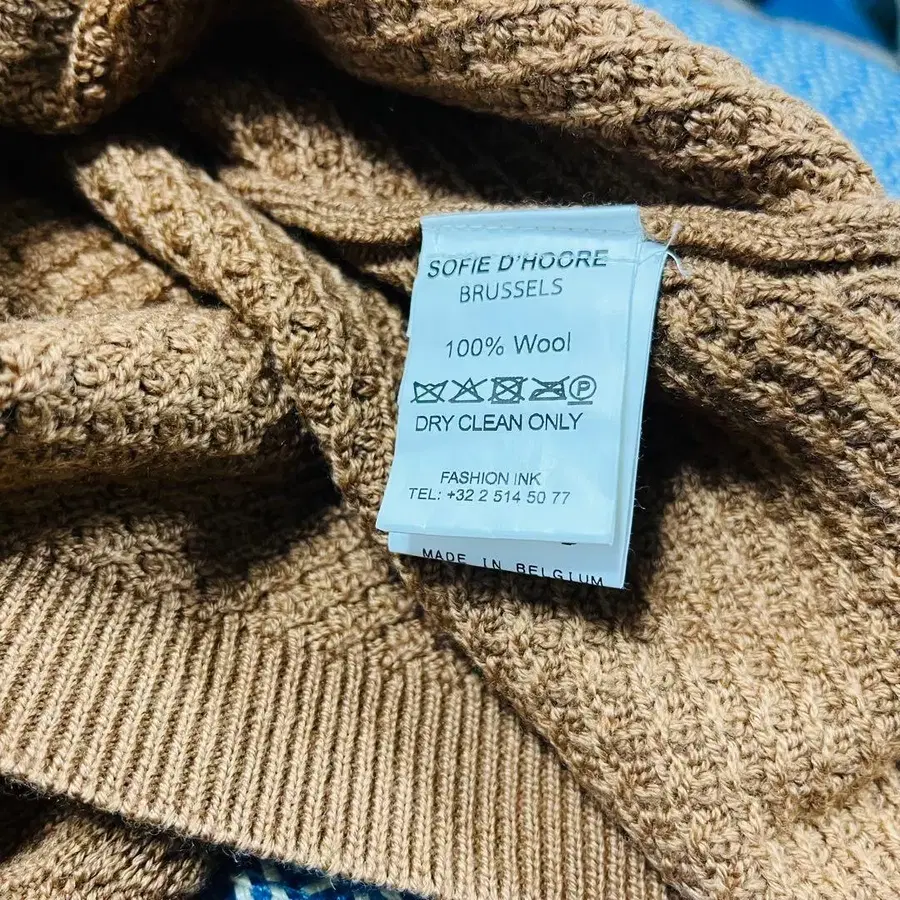 SOFIE D'HOORE
BRUSSELS
100% Wool
P
DRY CLEAN ONLY
FASHION INK
TEL: +32 2 514 50 77
MADE IN BELGIUM